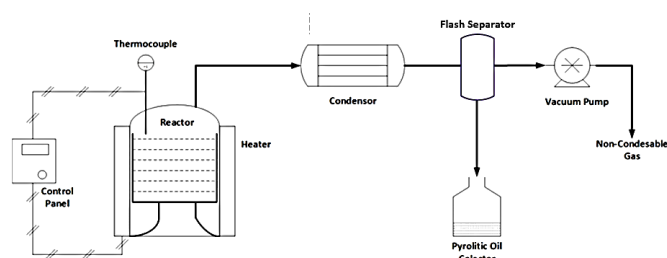 Flash Separator
Thermocouple
Condensor
Vacuum Pump
Reactor
Heater
Non-Condesable
Gas
Control
Panel
Pyrolitic Oil